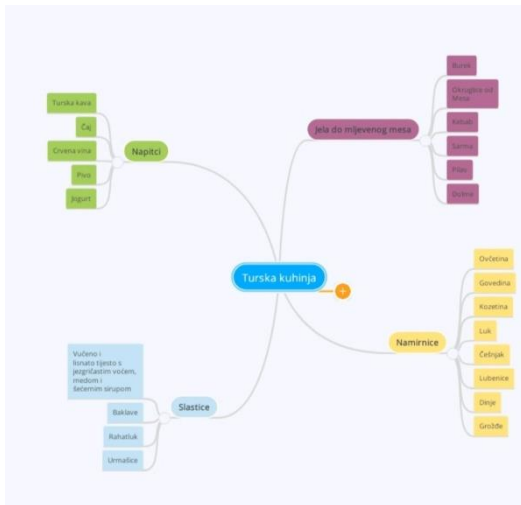 Turska kuhinja
+
Napitci
Turska kava
Čaj
Crvena vina
Pivo
Jogurt
Jela do mljevenog mesa
Burek
Okruglice od
Mesa
Kebab
Sarma
Pilav
Namirnice
Ovčetina
Govedina
Kozetina
Luk
Češnjak
Lubenice
Dinje
Grožđe
Slastice
Vučeno i
lisnato tijesto s
jezgričastim voćem,
medom i
šećernim sirupom
Baklave
Rahatluk
Urmašice